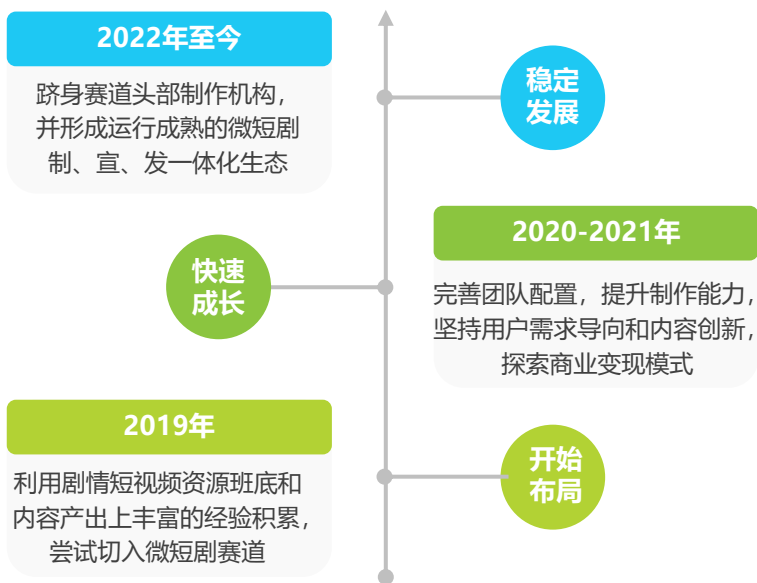 2022年至今
跻身赛道头部制作机构，
并形成运行成熟的微短剧
制、宣、发一体化生态
稳定
发展
2020-2021年
完善团队配置，提升制作能力，
坚持用户需求导向和内容创新，
探索商业变现模式
快速
成长
2019年
利用剧情短视频资源班底和
内容产出上丰富的经验积累，
尝试切入微短剧赛道
开始
布局